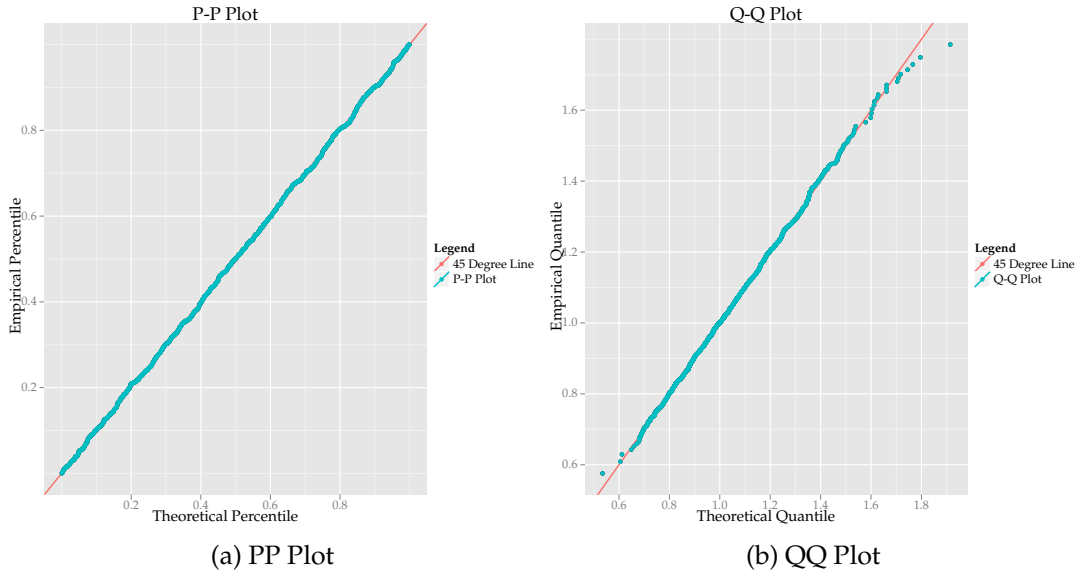 P-P Plot
Empirical Percentile
0.8
0.6
0.4
0.2
0.2 0.4 0.6 0.8
Theoretical Percentile
Legend
45 Degree Line
P-P Plot
(a) PP Plot
Q-Q Plot
Empirical Quantile
1.6
1.4
1.2
1.0
0.8
0.6
0.6 0.8 1.0 1.2 1.4 1.6 1.8
Theoretical Quantile
Legend
45 Degree Line
Q-Q Plot
(b) QQ Plot